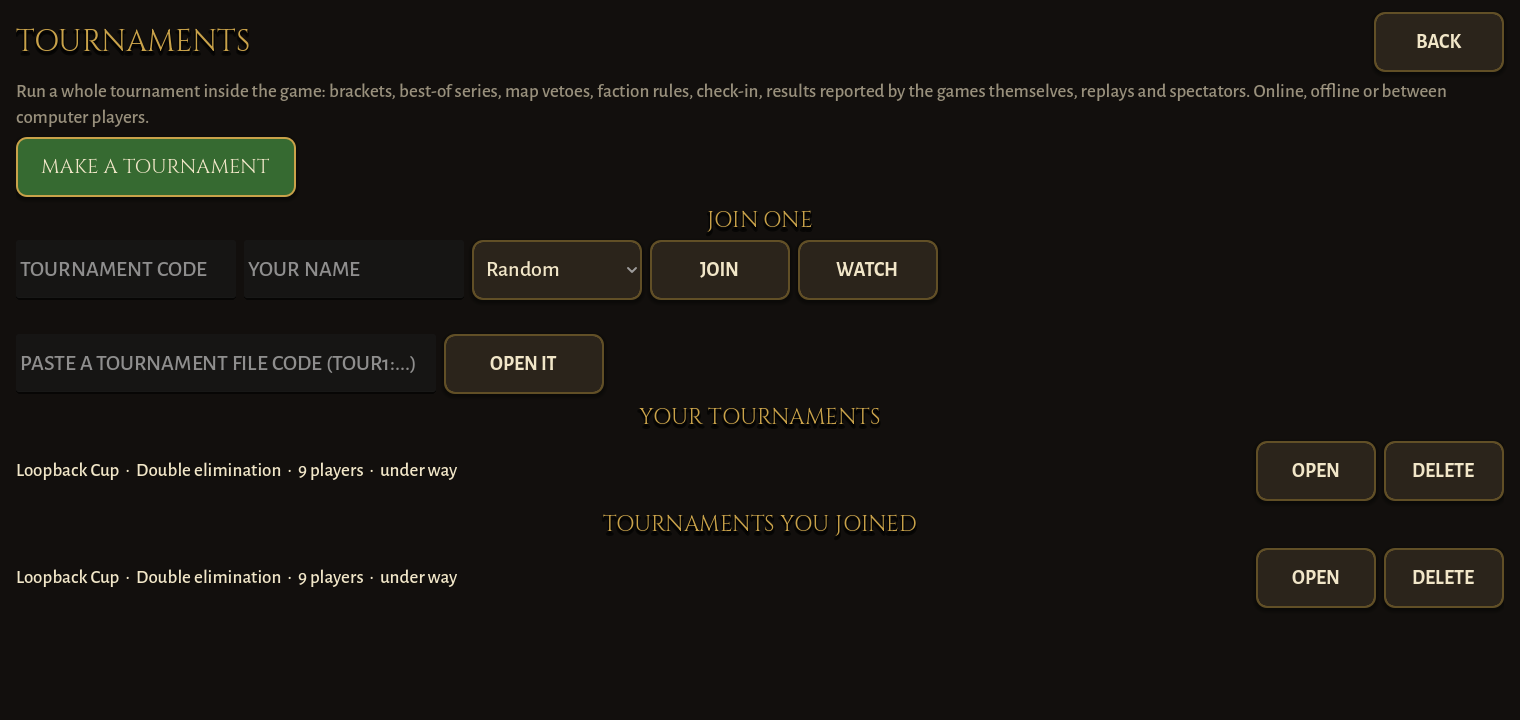 TOURNAMENTS
BACK
Run a whole tournament inside the game: brackets, best-of series, map vetoes, faction rules, check-in, results reported by the games themselves, replays and spectators. Online, offline or between
computer players.
MAKE A TOURNAMENT
JOIN ONE
TOURNAMENT CODE YOUR NAME Random JOIN WATCH
PASTE A TOURNAMENT FILE CODE (TOUR1:...) OPEN IT
YOUR TOURNAMENTS
Loopback Cup · Double elimination · 9 players · under way OPEN DELETE
TOURNAMENTS YOU JOINED
Loopback Cup · Double elimination · 9 players · under way OPEN DELETE